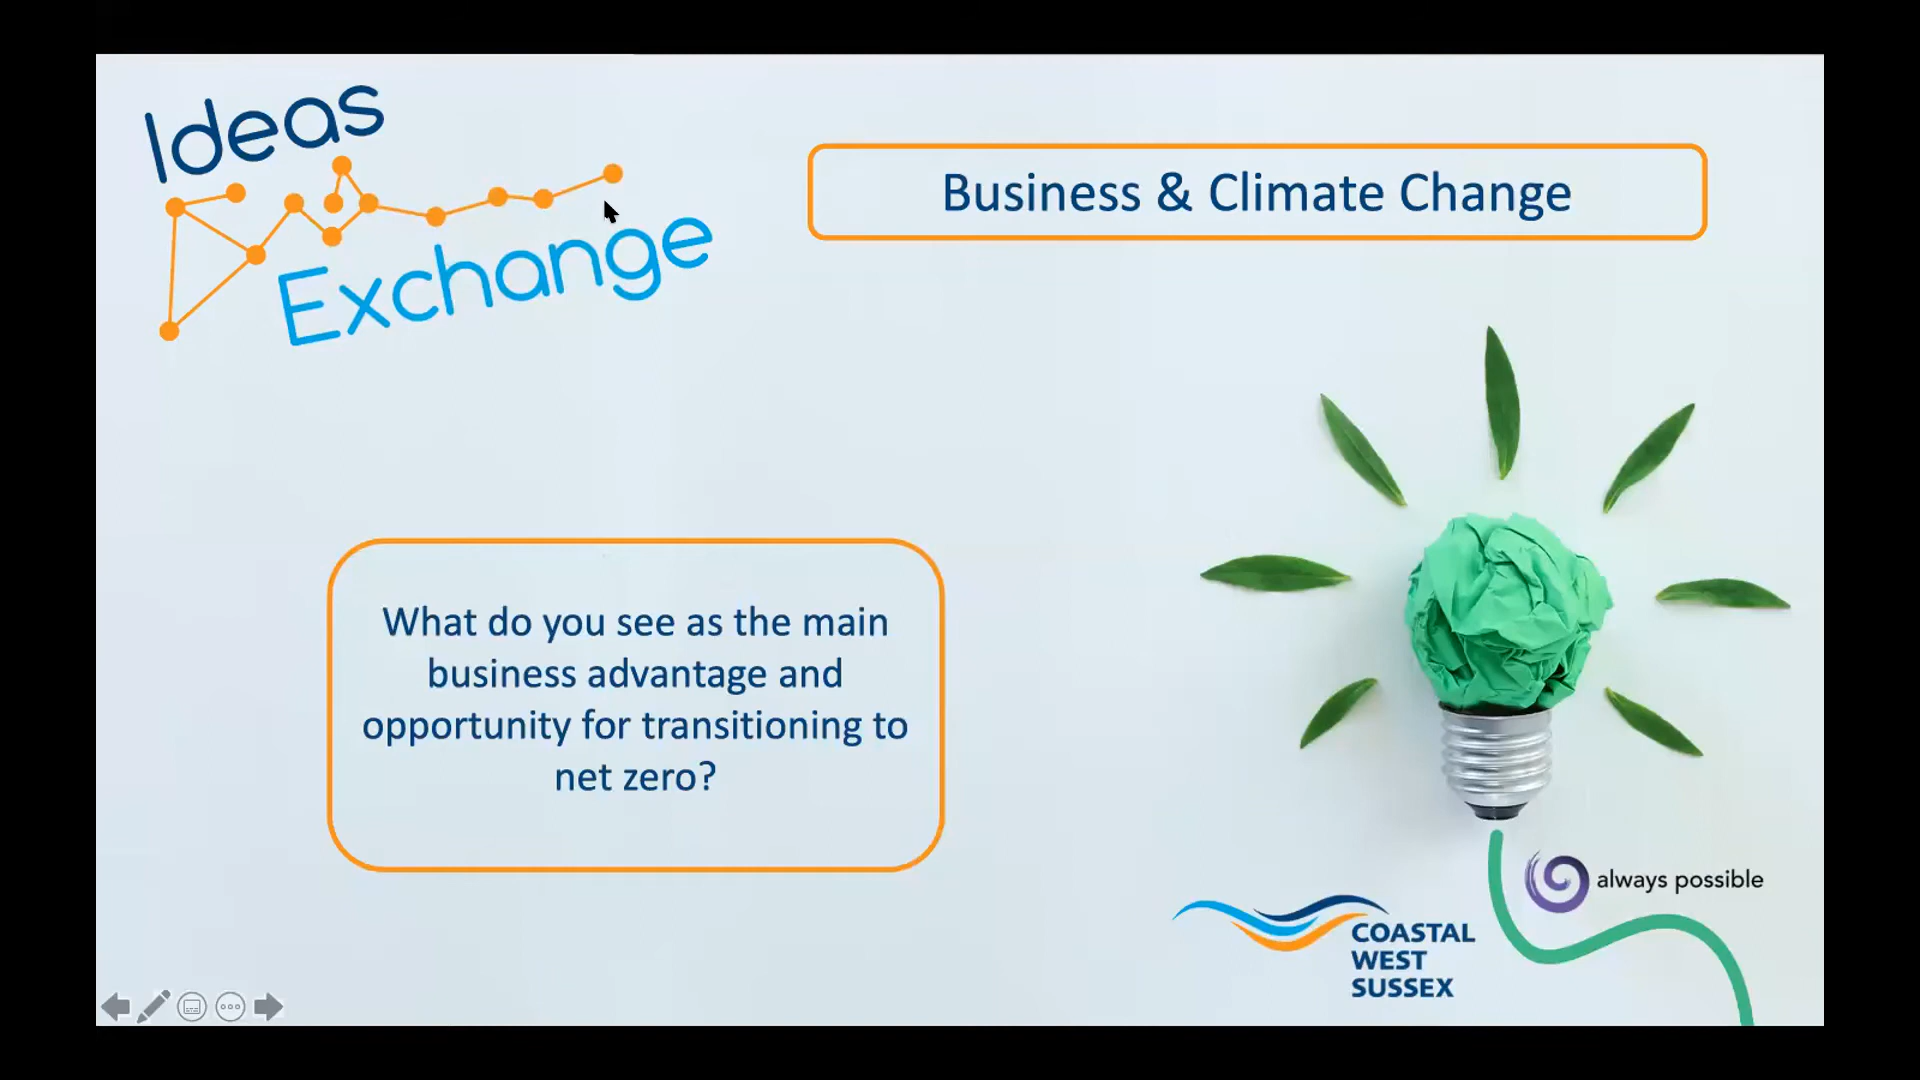 Ideas
Exchange
Business & Climate Change
What do you see as the main
business advantage and
opportunity for transitioning to
net zero?
always possible
COASTAL
WEST
SUSSEX